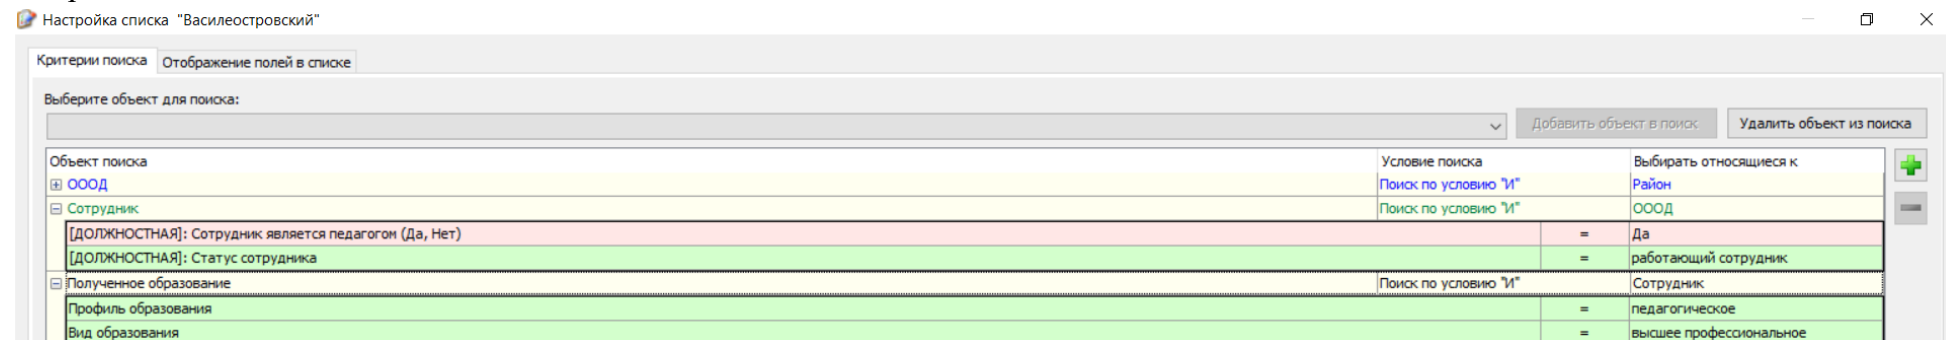 Настройка списка "Василеостровский"
Критерии поиска Отображение полей в списке
Выберите объект для поиска:
Добавить объект в поиск Удалить объект из поиска
Объект поиска Условие поиска Выбирать относящиеся к
ОООД Поиск по условию "И" Район
Сотрудник Поиск по условию "И" ОООД
[ДОЛЖНОСТНАЯ]: Сотрудник является педагогом (Да, Нет) = Да
[ДОЛЖНОСТНАЯ]: Статус сотрудника = работающий сотрудник
Полученное образование Поиск по условию "И" Сотрудник
Профиль образования = педагогическое
Вид образования = высшее профессиональное